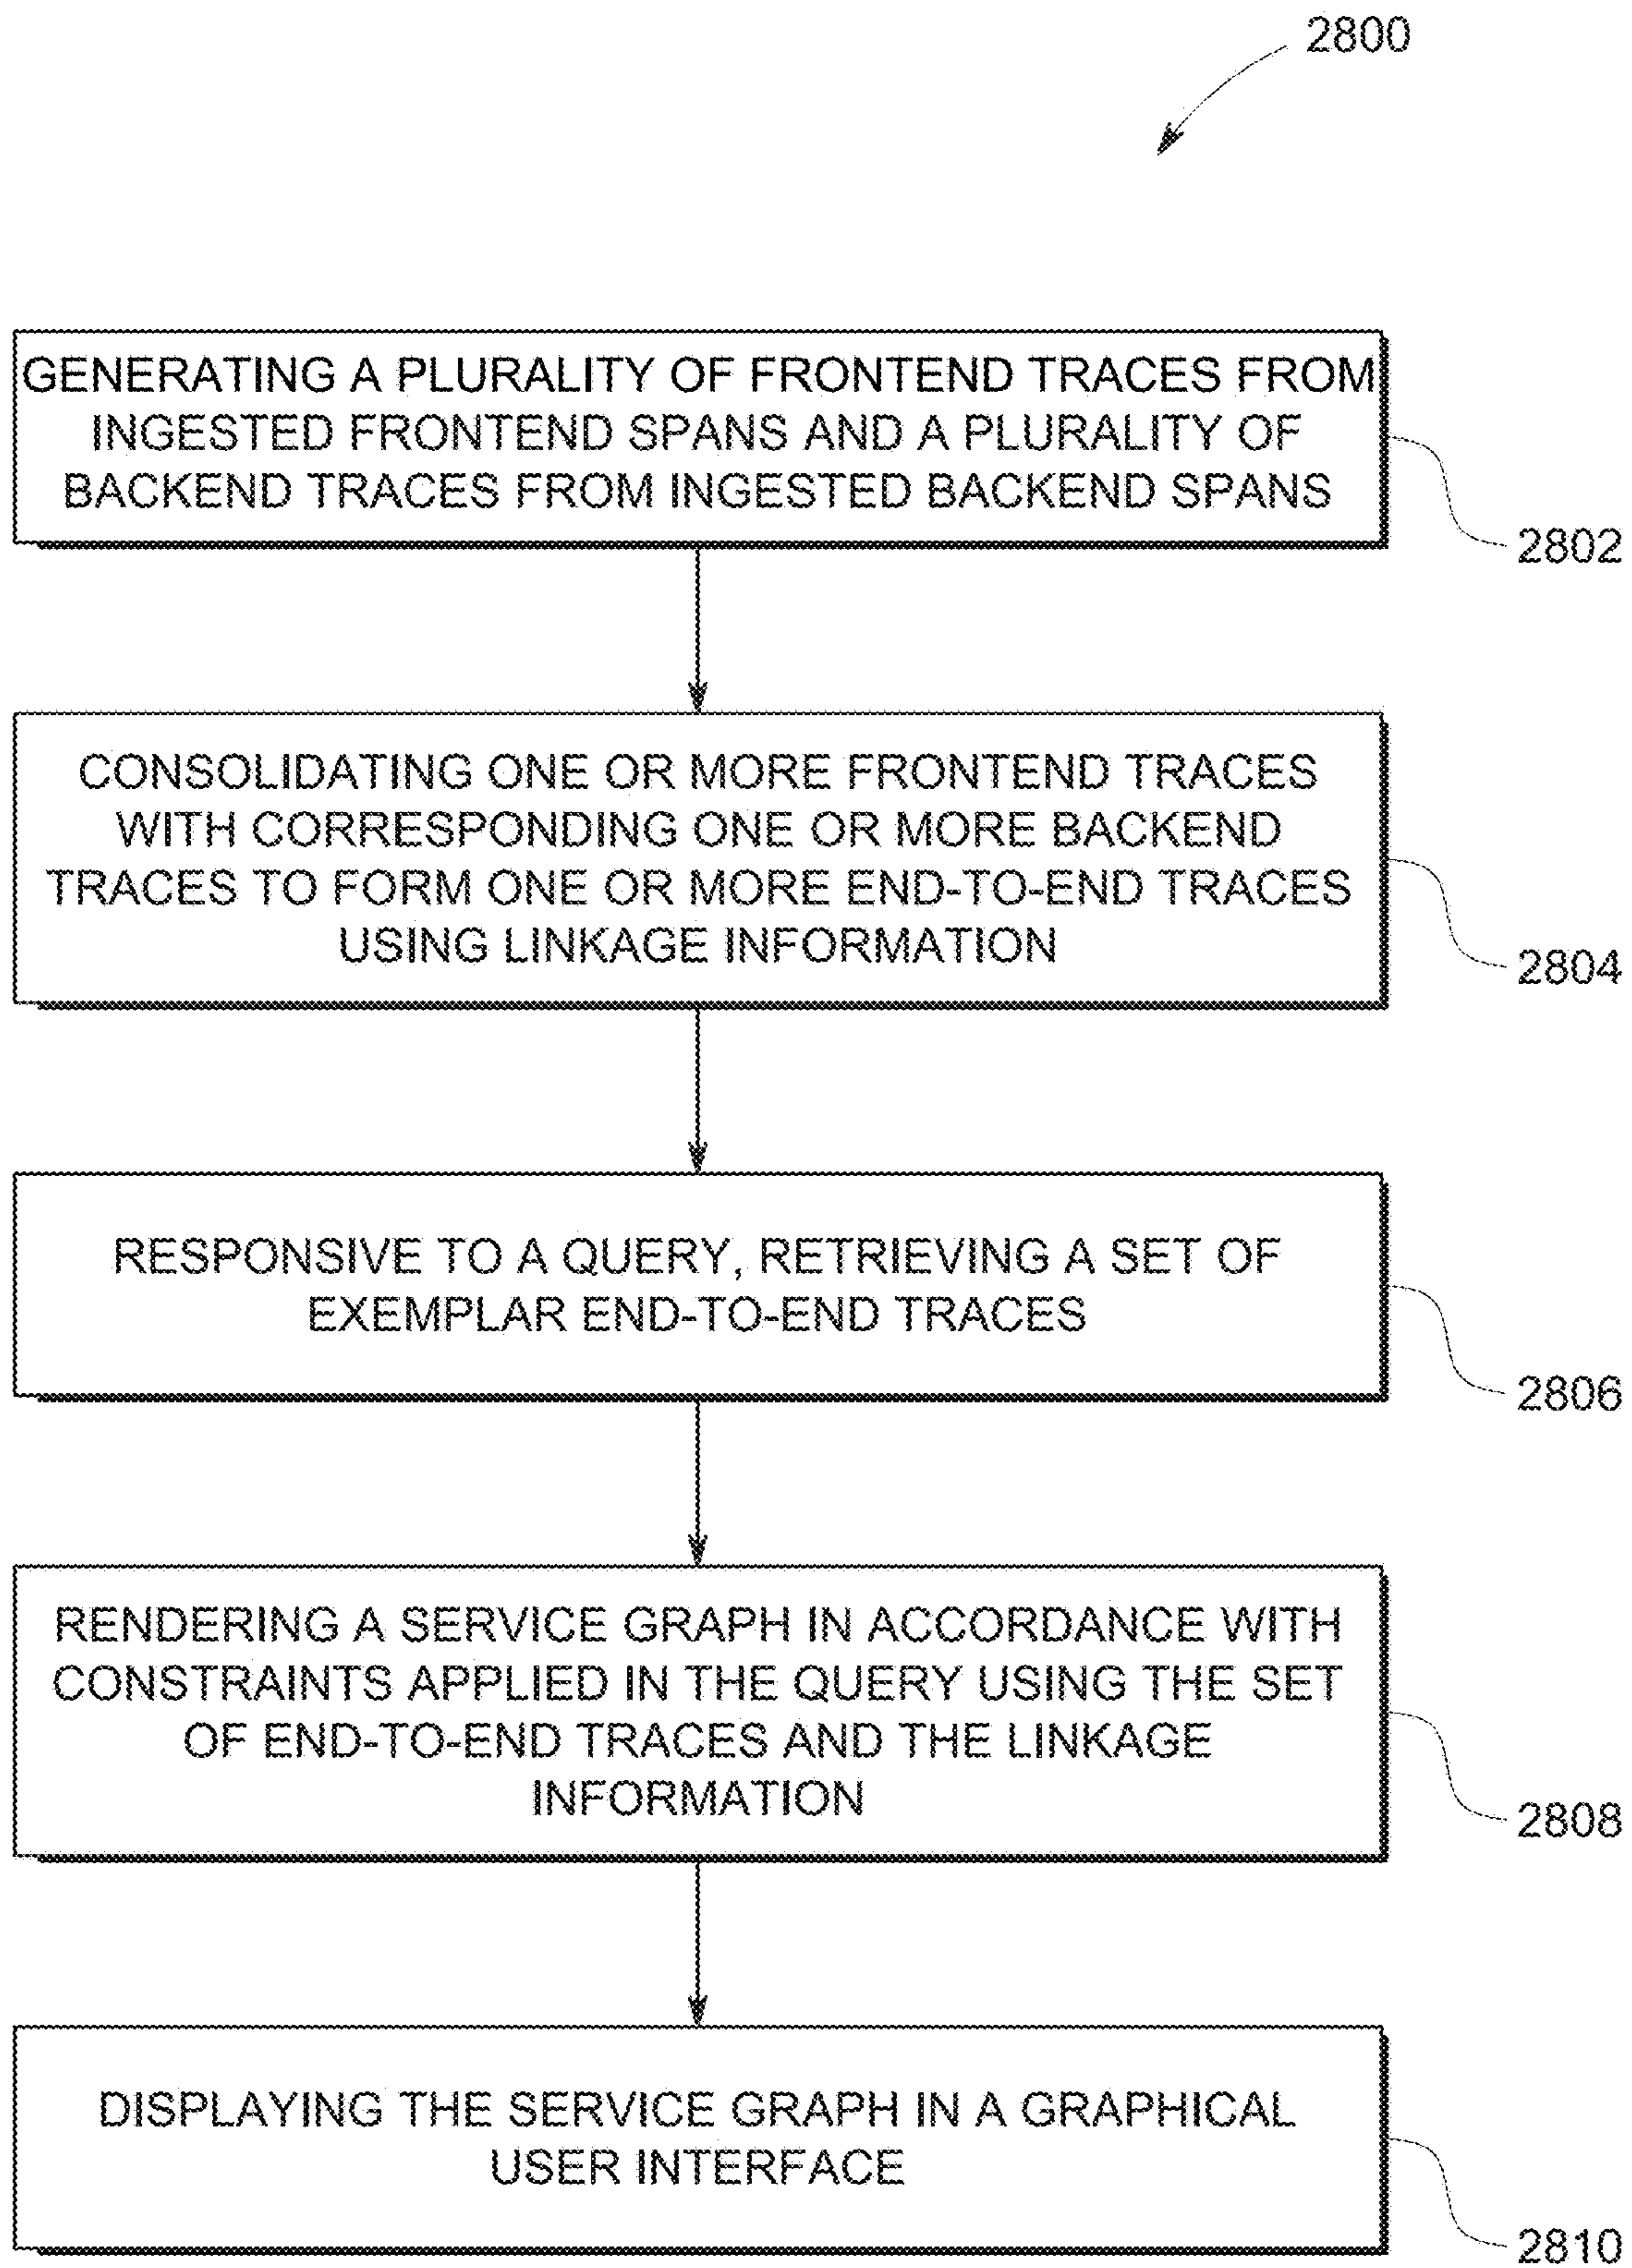 2800
GENERATING A PLURALITY OF FRONTEND TRACES FROM
INGESTED FRONTEND SPANS AND A PLURALITY OF
BACKEND TRACES FROM INGESTED BACKEND SPANS
2802
CONSOLIDATING ONE OR MORE FRONTEND TRACES
WITH CORRESPONDING ONE OR MORE BACKEND
TRACES TO FORM ONE OR MORE END-TO-END TRACES
USING LINKAGE INFORMATION
2804
RESPONSIVE TO A QUERY, RETRIEVING A SET OF
EXEMPLAR END-TO-END TRACES
2806
RENDERING A SERVICE GRAPH IN ACCORDANCE WITH
CONSTRAINTS APPLIED IN THE QUERY USING THE SET
OF END-TO-END TRACES AND THE LINKAGE
INFORMATION
2808
DISPLAYING THE SERVICE GRAPH IN A GRAPHICAL
USER INTERFACE
2810